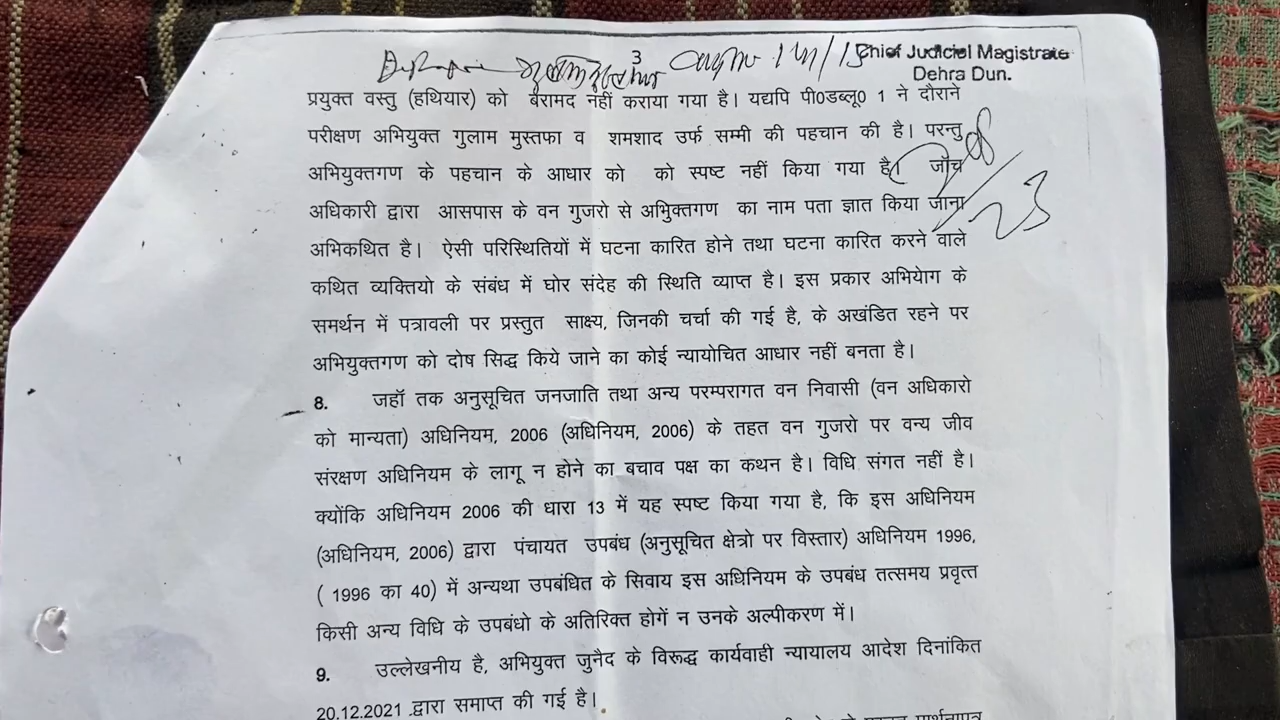 3
Chief Judiciel Magistrate
Dehra Dun.
प्रयुक्त वस्तु (हथियार) को बैरामद नहीं कराया गया है। यद्यपि पी0डब्लू0 1 ने दौराने
परीक्षण अभियुक्त गुलाम मुस्तफा व शमशाद उर्फ सम्मी की पहचान की है। परन्तु
अभियुक्तगण के पहचान के आधार को को स्पष्ट नहीं किया गया है। जॉच
अधिकारी द्वारा आसपास के वन गुजरो से अभिुक्तगण का नाम पता ज्ञात किया जाना
अभिकथित है। ऐसी परिस्थितियों में घटना कारित होने तथा घटना कारित करने वाले
कथित व्यक्तियो के संबंध में घोर संदेह की स्थिति व्याप्त है। इस प्रकार अभियेाग के
समर्थन में पत्रावली पर प्रस्तुत साक्ष्य, जिनकी चर्चा की गई है, के अखंडित रहने पर
अभियुक्तगण को दोष सिद्ध किये जाने का कोई न्यायोचित आधार नहीं बनता है।
8. जहॉ तक अनुसूचित जनजाति तथा अन्य परम्परागत वन निवासी (वन अधिकारो
को मान्यता) अधिनियम, 2006 (अधिनियम, 2006) के तहत वन गुजरो पर वन्य जीव
संरक्षण अधिनियम के लागू न होने का बचाव पक्ष का कथन है। विधि संगत नहीं है।
क्योंकि अधिनियम 2006 की धारा 13 में यह स्पष्ट किया गया है, कि इस अधिनियम
(अधिनियम, 2006) द्वारा पंचायत उपबंध (अनुसूचित क्षेत्रो पर विस्तार) अधिनियम 1996,
( 1996 का 40) में अन्यथा उपबंधित के सिवाय इस अधिनियम के उपबंध तत्समय प्रवृत्त
किसी अन्य विधि के उपबंधो के अतिरिक्त होगें न उनके अल्पीकरण में।
9. उल्लेखनीय है, अभियुक्त जुनैद के विरूद्ध कार्यवाही न्यायालय आदेश दिनांकित
20.12.2021 द्वारा समाप्त की गई है।